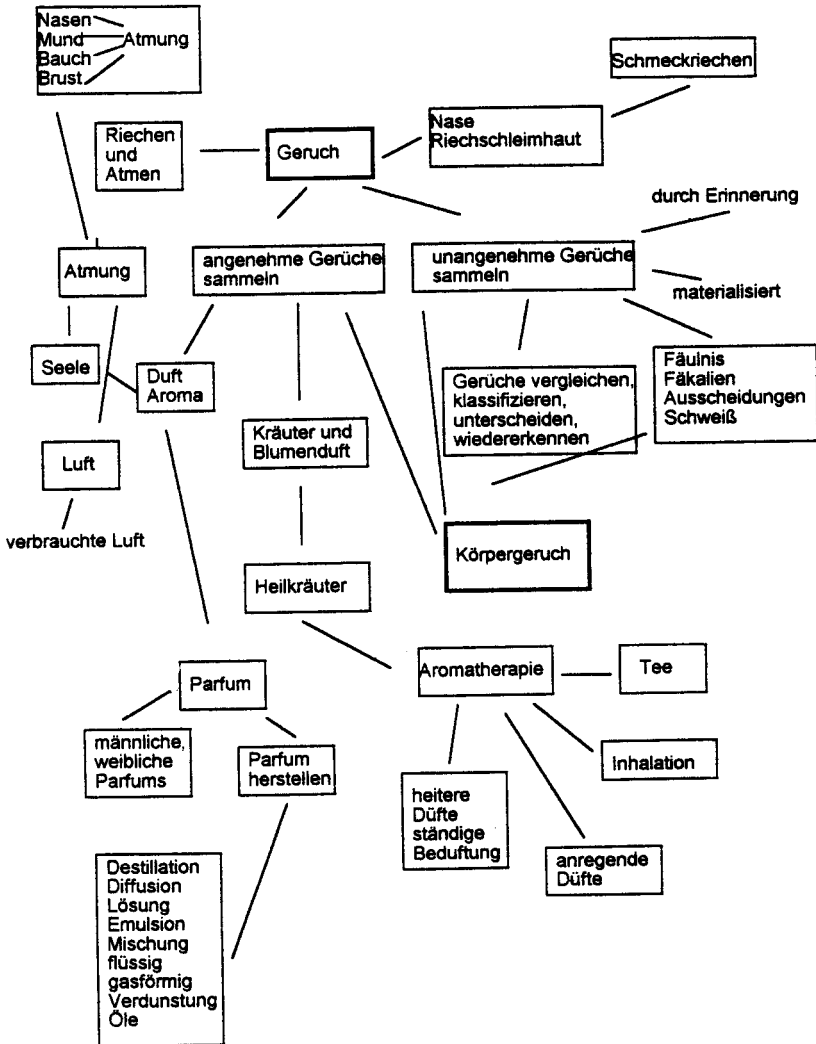 Nasen
Mund Atmung
Bauch
Brust
Schmeckriechen
Riechen
und
Atmen
Geruch
Nase
Riechschleimhaut
durch Erinnerung
Atmung
angenehme Gerüche
sammeln
unangenehme Gerüche
sammeln
materialisiert
Seele
Duft
Aroma
Gerüche vergleichen,
klassifizieren,
unterscheiden,
wiedererkennen
Fäulnis
Fäkalien
Ausscheidungen
Schweiß
Luft
Kräuter und
Blumenduft
verbrauchte Luft
Körpergeruch
Heilkräuter
Parfum
Aromatherapie
Tee
männliche,
weibliche
Parfums
Parfum
herstellen
Inhalation
heitere
Düfte
ständige
Beduftung
anregende
Düfte
Destillation
Diffusion
Lösung
Emulsion
Mischung
flüssig
gasförmig
Verdunstung
Öle